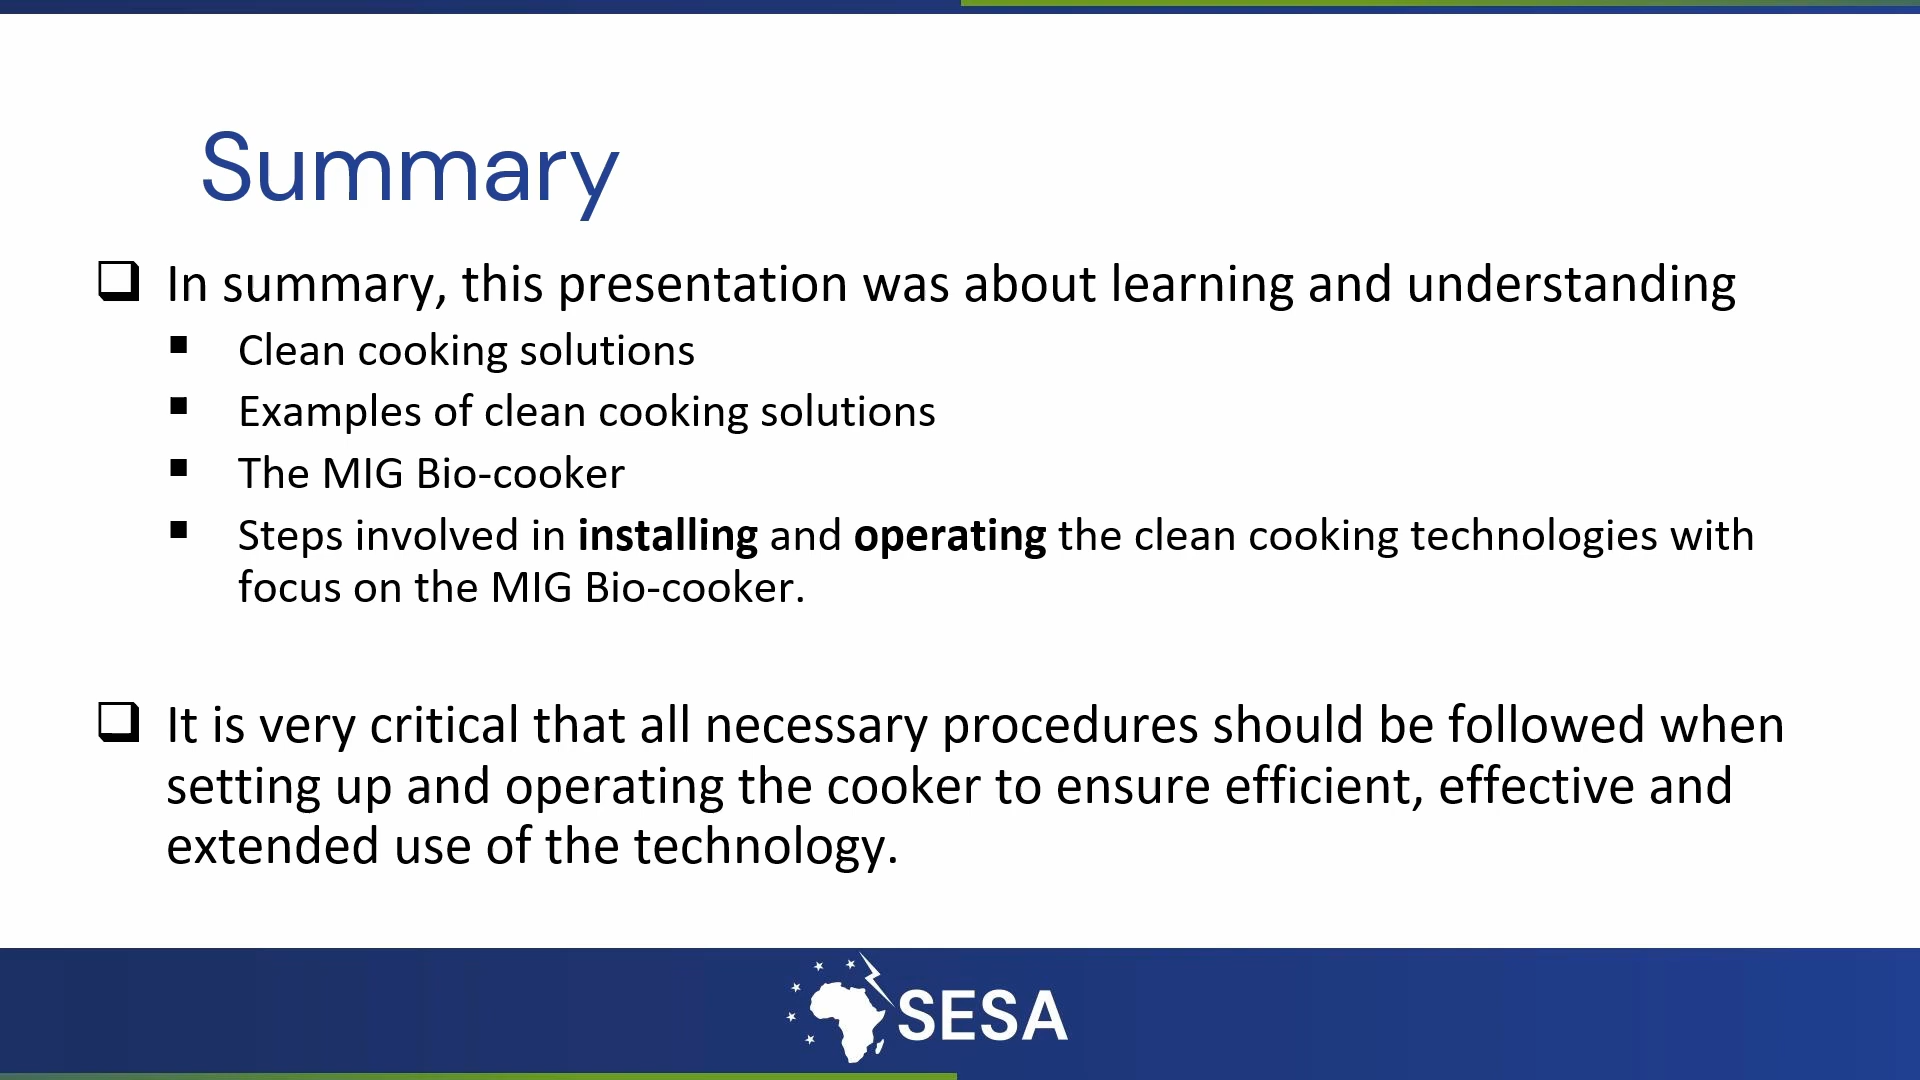 Summary
In summary, this presentation was about learning and understanding
Clean cooking solutions
Examples of clean cooking solutions
The MIG Bio-cooker
Steps involved in installing and operating the clean cooking technologies with
focus on the MIG Bio-cooker.
It is very critical that all necessary procedures should be followed when
setting up and operating the cooker to ensure efficient, effective and
extended use of the technology.
SESA